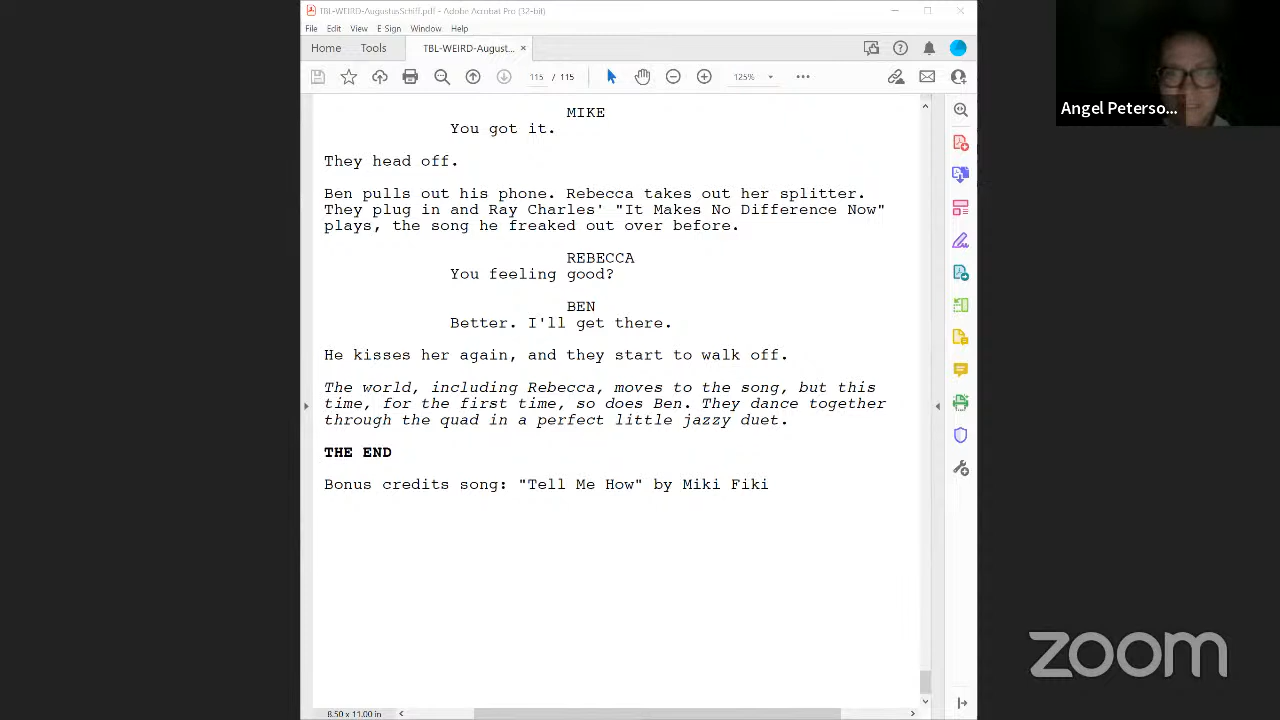 TBL-WEIRD-AugustusSchiff.pdf - Adobe Acrobat Pro (32-bit)
File Edit View E Sign Window Help
Home Tools TBL-WEIRD-August... ×
115 / 115 125%
Angel Peterso...
MIKE
You got it.
They head off.
Ben pulls out his phone. Rebecca takes out her splitter.
They plug in and Ray Charles' "It Makes No Difference Now"
plays, the song he freaked out over before.
REBECCA
You feeling good?
BEN
Better. I'll get there.
He kisses her again, and they start to walk off.
The world, including Rebecca, moves to the song, but this
time, for the first time, so does Ben. They dance together
through the quad in a perfect little jazzy duet.
THE END
Bonus credits song: "Tell Me How" by Miki Fiki
8.50 x 11.00 in
zoom